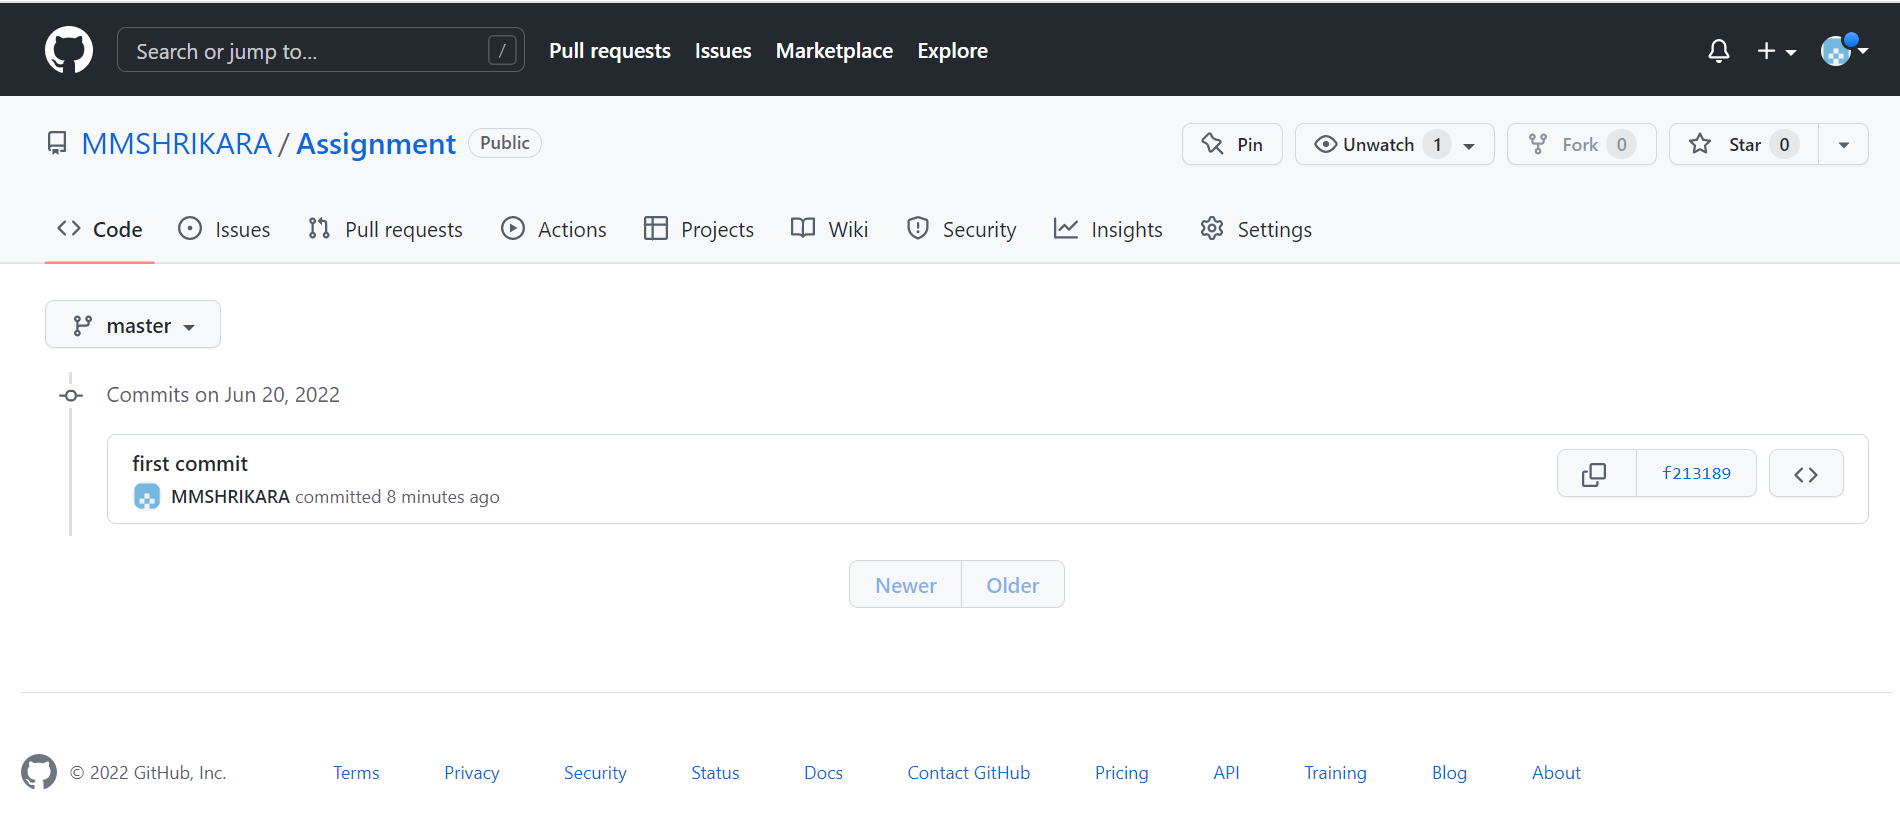 Search or jump to... / Pull requests Issues Marketplace Explore
MMSHRIKARA / Assignment Public Pin Unwatch 1 Fork 0 Star 0
Code Issues Pull requests Actions Projects Wiki Security Insights Settings
master
Commits on Jun 20, 2022
first commit
MMSHRIKARA committed 8 minutes ago
f213189
Newer Older
© 2022 GitHub, Inc. Terms Privacy Security Status Docs Contact GitHub Pricing API Training Blog About